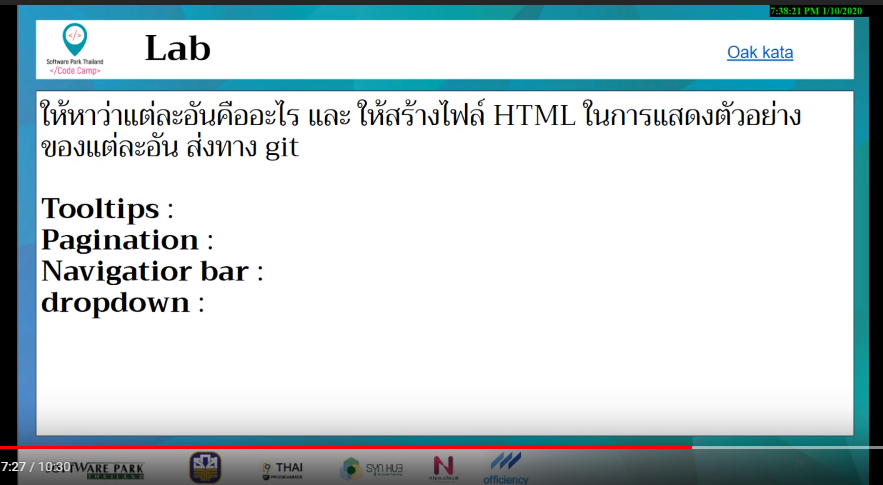 7:38:21 PM 1/10/2020
</>
Software Park Thailand
</Code Camp>
Lab
Oak kata
ให้หาว่าแต่ละอันคืออะไร และ ให้สร้างไฟล์ HTML ในการแสดงตัวอย่าง
ของแต่ละอัน ส่งทาง git
Tooltips :
Pagination :
Navigatior bar :
dropdown :
7:27 / 10:30
WARE PARK
THAILAND
THAI
PROGRAMMER
SYN HUB
N
officiency